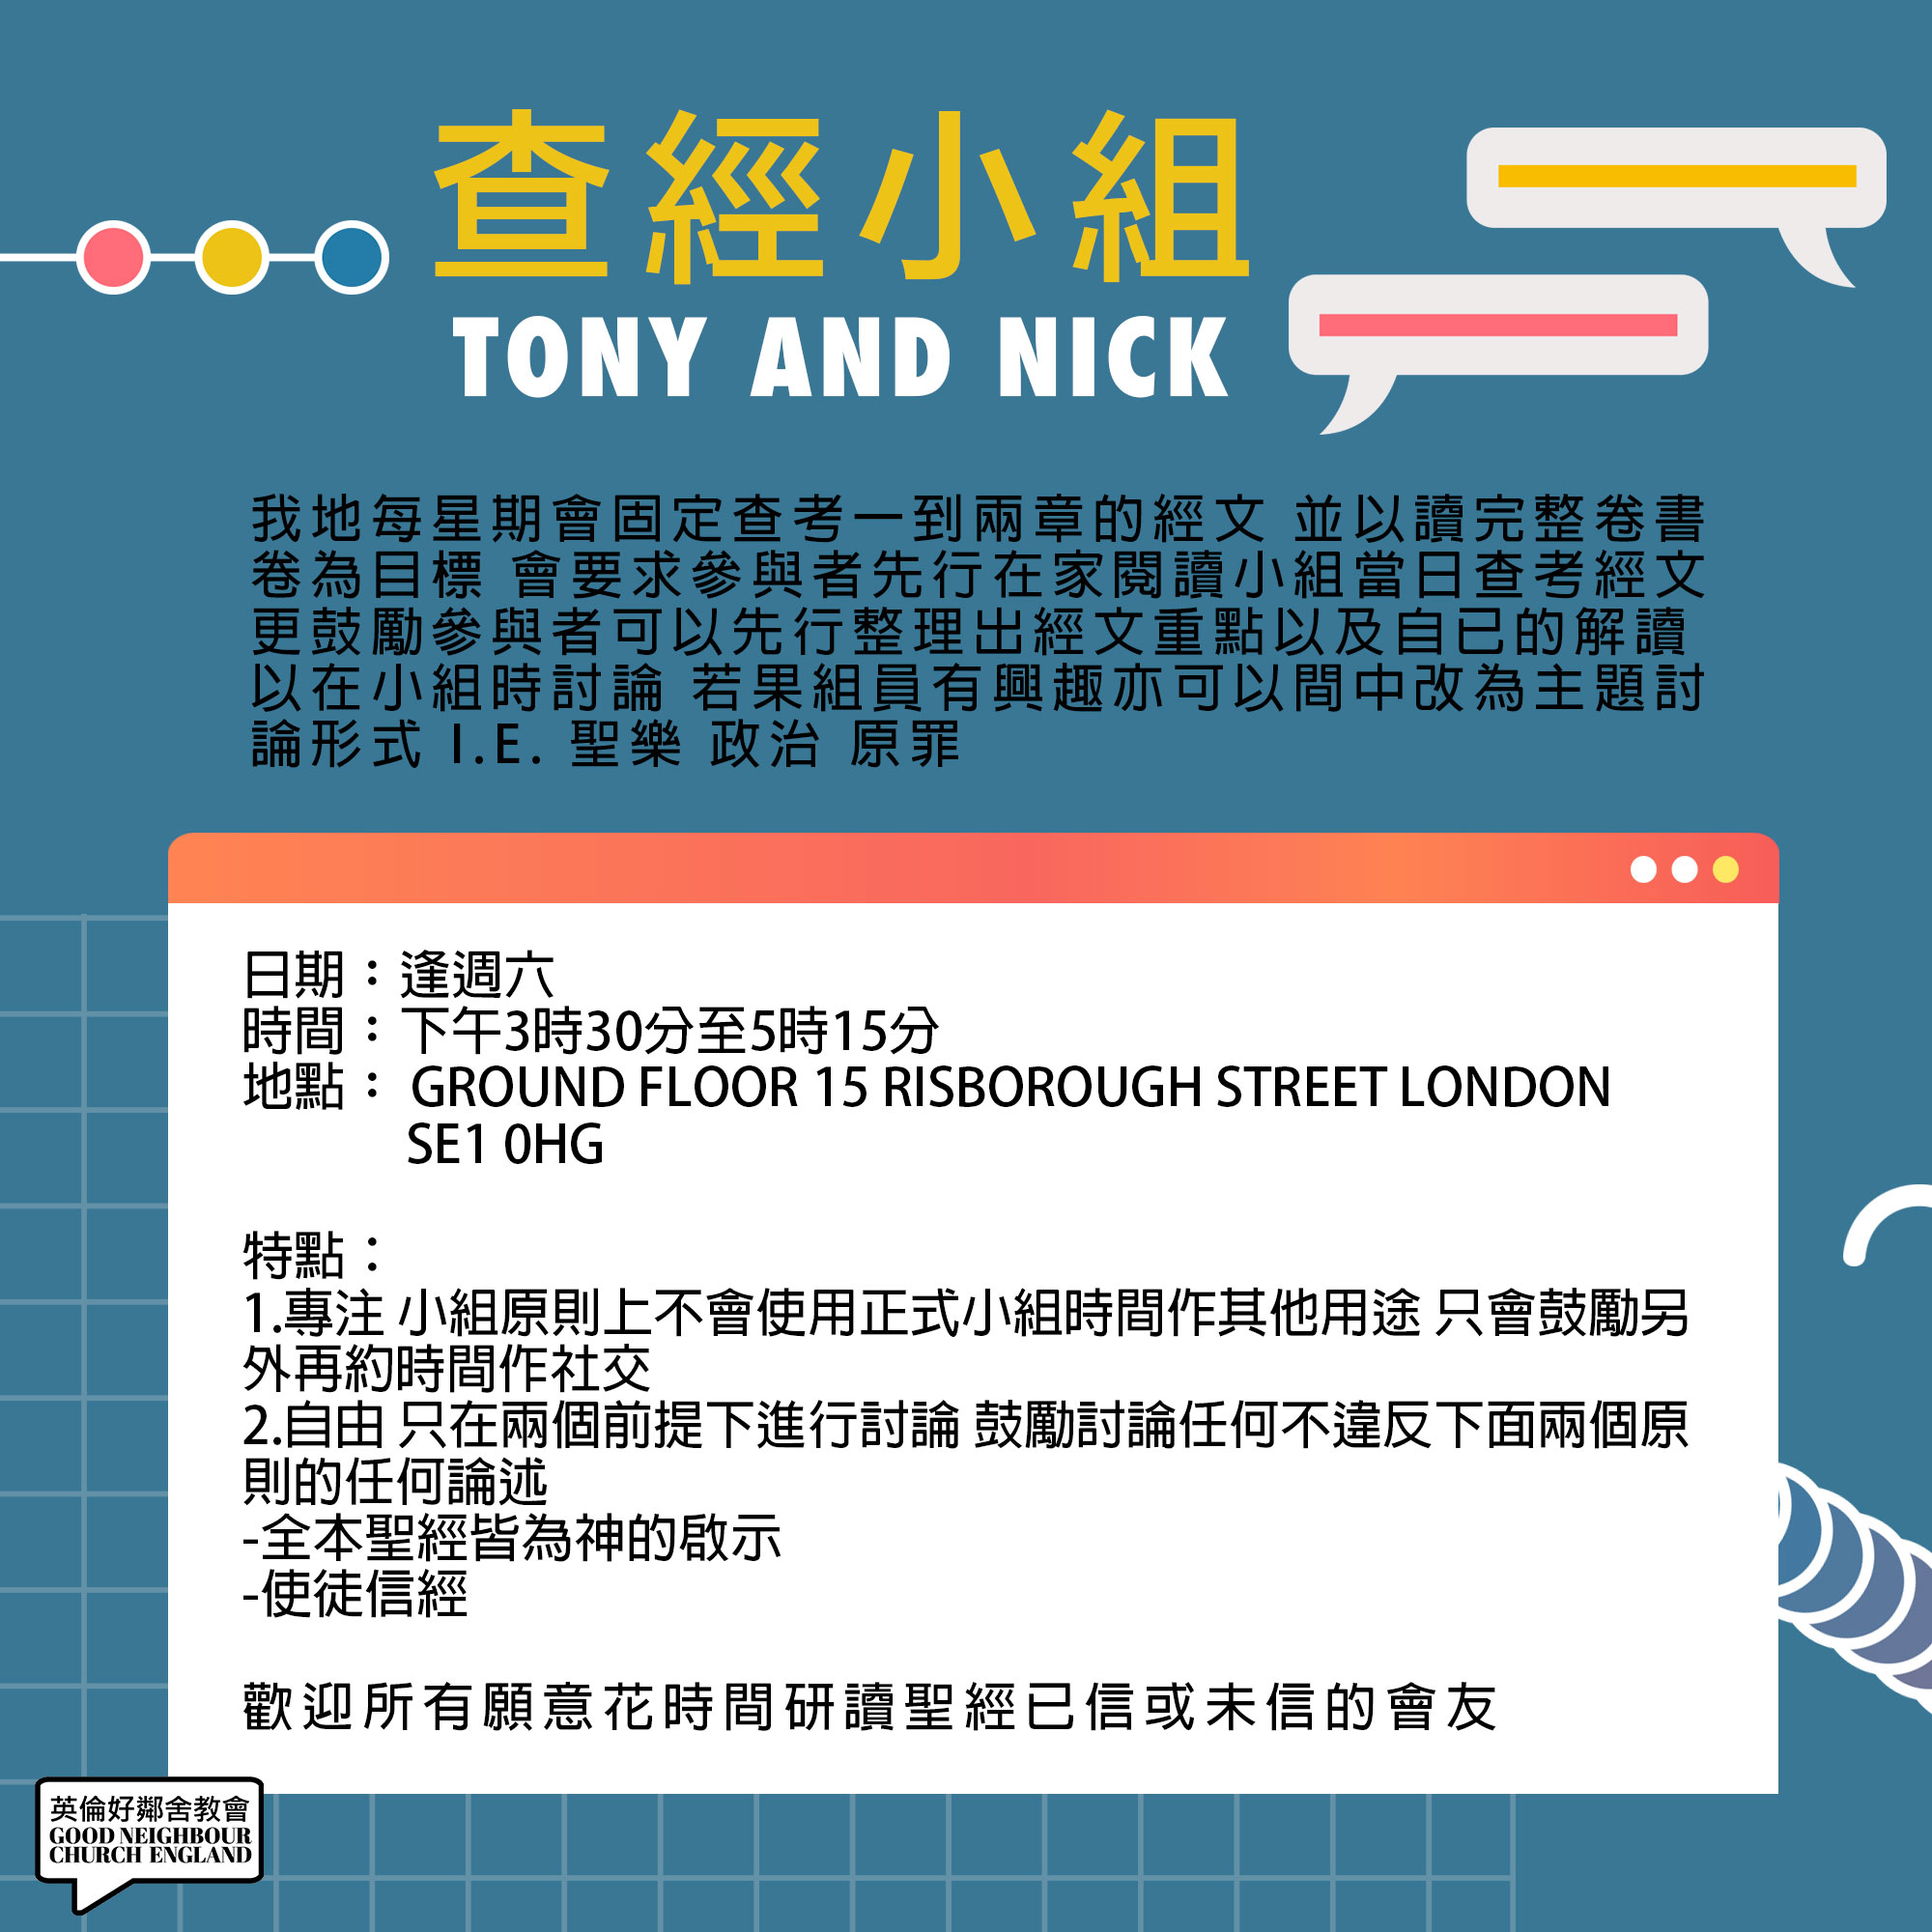 查經小組
TONY AND NICK
我地每星期會固定查考一到兩章的經文 並以讀完整卷書
卷為目標 會要求參與者先行在家閱讀小組當日查考經文
更鼓勵參與者可以先行整理出經文重點以及自已的解讀
以在小組時討論 若果組員有興趣亦可以間中改為主題討
論形式 I.E. 聖樂 政治 原罪
日期：逢週六
時間：下午3時30分至5時15分
地點： GROUND FLOOR 15 RISBOROUGH STREET LONDON
SE1 0HG
特點：
1.專注 小組原則上不會使用正式小組時間作其他用途 只會鼓勵另
外再約時間作社交
2.自由 只在兩個前提下進行討論 鼓勵討論任何不違反下面兩個原
則的任何論述
-全本聖經皆為神的啟示
-使徒信經
歡迎所有願意花時間研讀聖經已信或未信的會友
英倫好鄰舍教會
GOOD NEIGHBOUR
CHURCH ENGLAND